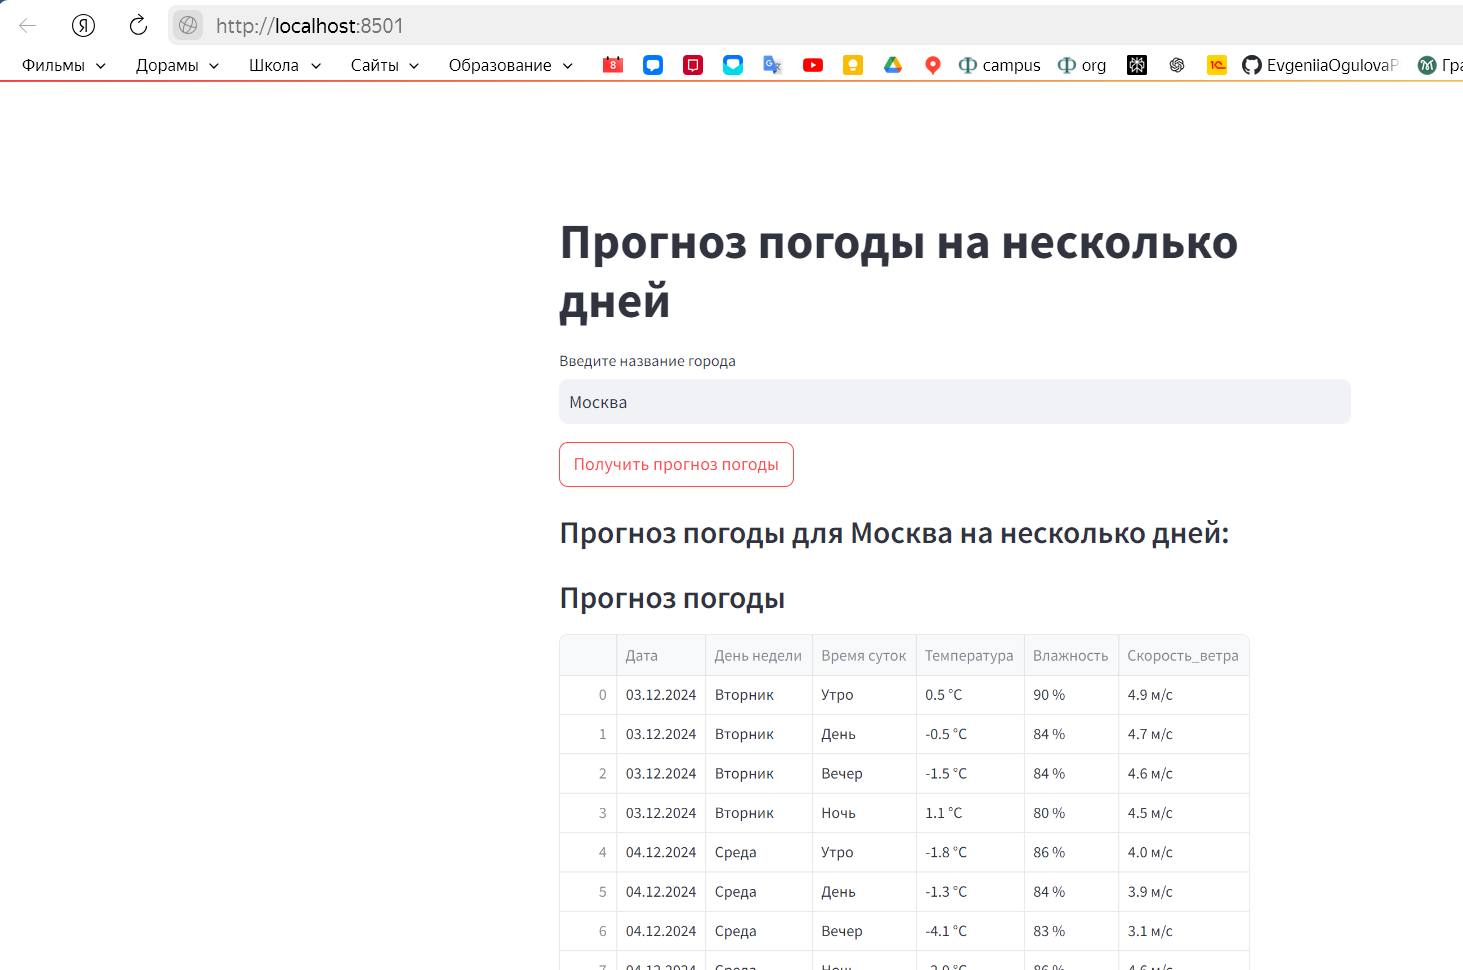 http://localhost:8501
Фильмы Дорамы Школа Сайты Образование 8 campus org 1С EvgeniiaOgulovaP
Прогноз погоды на несколько
дней
Введите название города
Москва
Получить прогноз погоды
Прогноз погоды для Москва на несколько дней:
Прогноз погоды
Дата День недели Время суток Температура Влажность Скорость_ветра
0 03.12.2024 Вторник Утро 0.5 °C 90 % 4.9 м/с
1 03.12.2024 Вторник День -0.5 °C 84 % 4.7 м/с
2 03.12.2024 Вторник Вечер -1.5 °C 84 % 4.6 м/с
3 03.12.2024 Вторник Ночь 1.1 °C 80 % 4.5 м/с
4 04.12.2024 Среда Утро -1.8 °C 86 % 4.0 м/с
5 04.12.2024 Среда День -1.3 °C 84 % 3.9 м/с
6 04.12.2024 Среда Вечер -4.1 °C 83 % 3.1 м/с